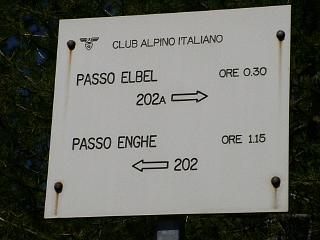 CLUB ALPINO ITALIANO
PASSO ELBEL ORE 0.30
202A
PASSO ENGHE ORE 1.15
202